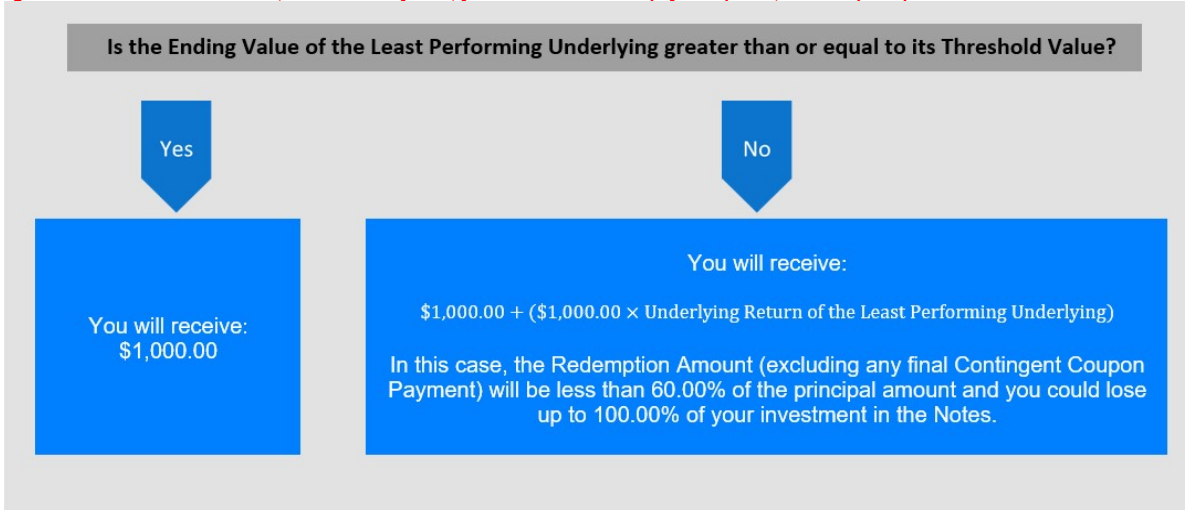 Is the Ending Value of the Least Performing Underlying greater than or equal to its Threshold Value?
Yes
No
You will receive:
$1,000.00
You will receive:
$1,000.00 + ($1,000.00 × Underlying Return of the Least Performing Underlying)
In this case, the Redemption Amount (excluding any final Contingent Coupon
Payment) will be less than 60.00% of the principal amount and you could lose
up to 100.00% of your investment in the Notes.